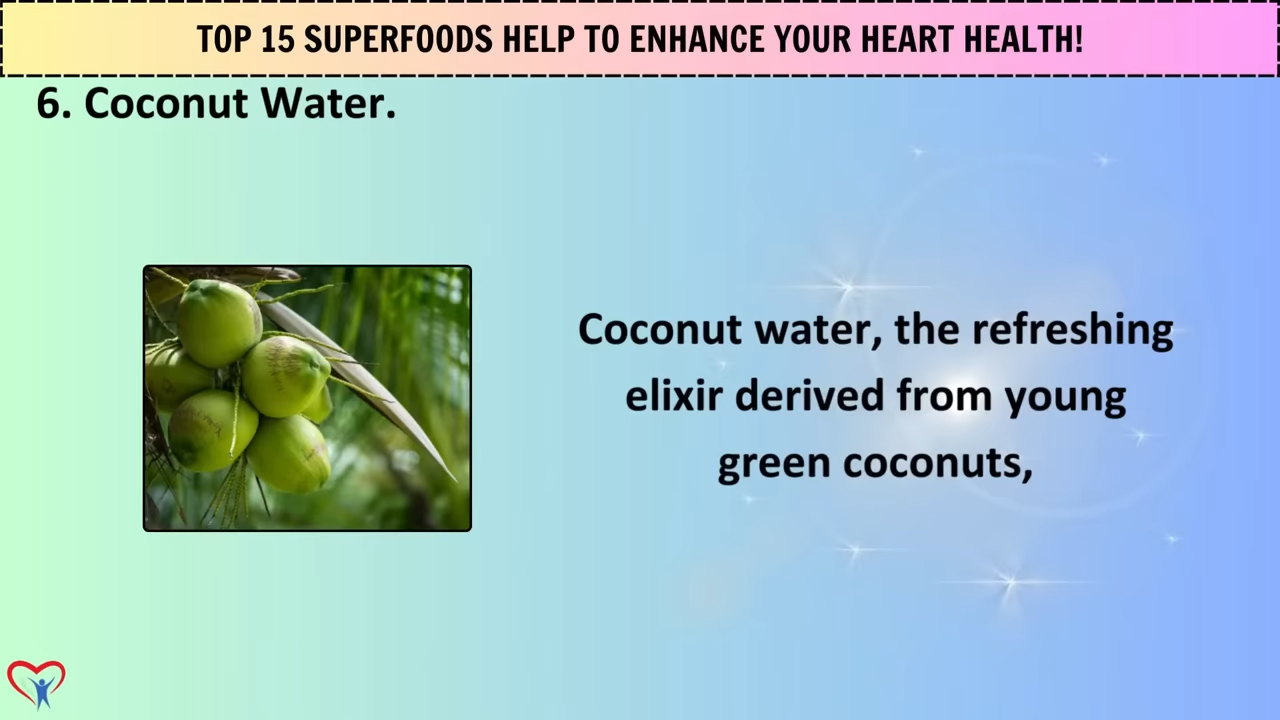 TOP 15 SUPERFOODS HELP TO ENHANCE YOUR HEART HEALTH!
6. Coconut Water.
Coconut water, the refreshing
elixir derived from young
green coconuts,